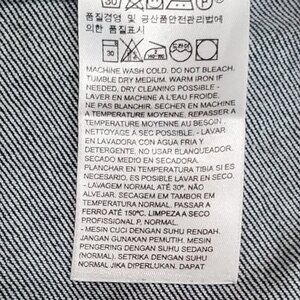 품질경영 및 공산품안전관리법에
의한 품질표시
30
MACHINE WASH COLD. DO NOT BLEACH.
TUMBLE DRY MEDIUM. WARM IRON IF
NEEDED. DRY CLEANING POSSIBLE -
LAVER EN MACHINE A L'EAU FROIDE.
NE PAS BLANCHIR. SECHER EN MACHINE
A TEMPERATURE MOYENNE. REPASSER A
TEMPERATURE MOYENNE AU BESOIN.
NETTOYAGE A SEC POSSIBLE. - LAVAR
EN LAVADORA CON AGUA FRIA Y
DETERGENTE. NO USAR BLANQUEADOR.
SECADO MEDIO EN SECADORA.
PLANCHAR EN TEMPERATURA TIBIA SI ES
NECESARIO, ES POSIBLE LAVAR EN SECO.
- LAVAGEM NORMAL ATÉ 30º. NÃO
ALVEJAR. SECAGEM EM TAMBOR EM
TEMPERATURA NORMAL. PASSAR A
FERRO ATÉ 150ºC. LIMPEZA A SECO
PROFISSIONAL P. NORMAL.
- MESIN CUCI DENGAN SUHU RENDAH.
JANGAN GUNAKAN PEMUTIH. MESIN
PENGERING DENGAN SUHU SEDANG
(NORMAL). SETRIKA DENGAN SUHU
NORMAL JIKA DIPERLUKAN. DAPAT